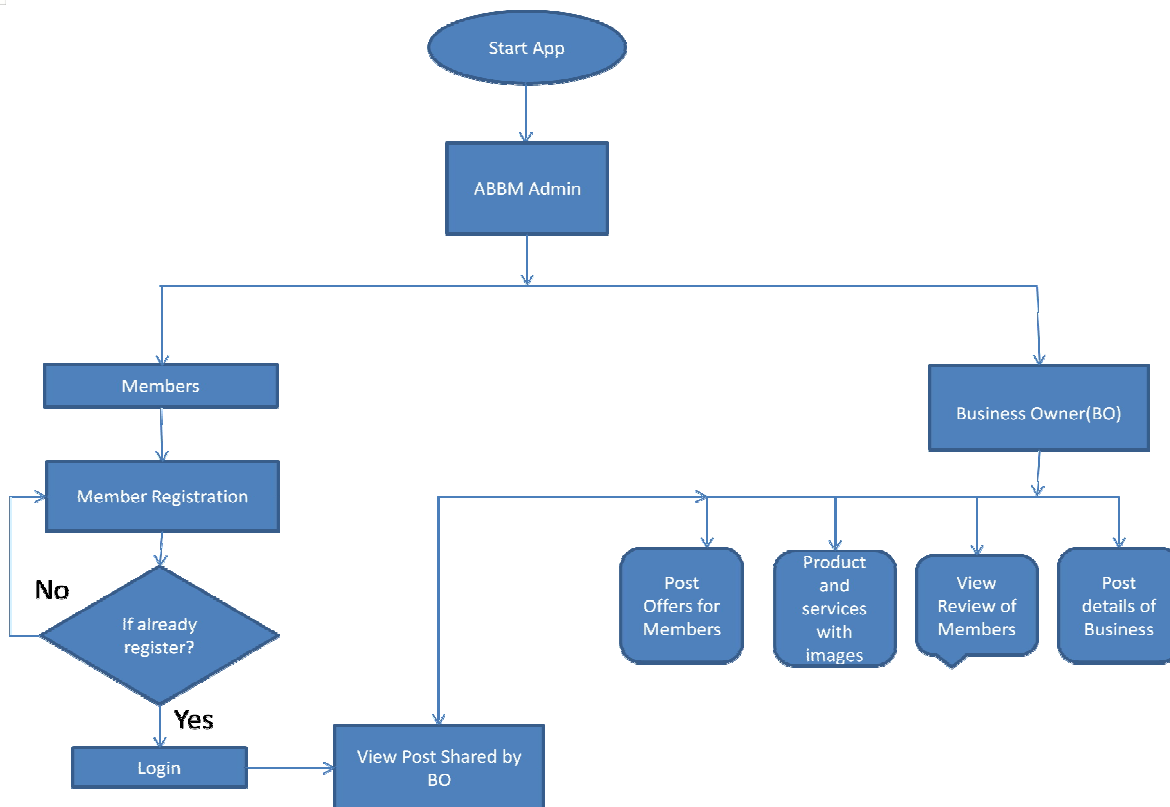 Start App
ABBM Admin
Members
Business Owner(BO)
Member Registration
No
If already
register?
Yes
Login
View Post Shared by
BO
Post
Offers for
Members
Product
and
services
with
images
View
Review of
Members
Post
details of
Business